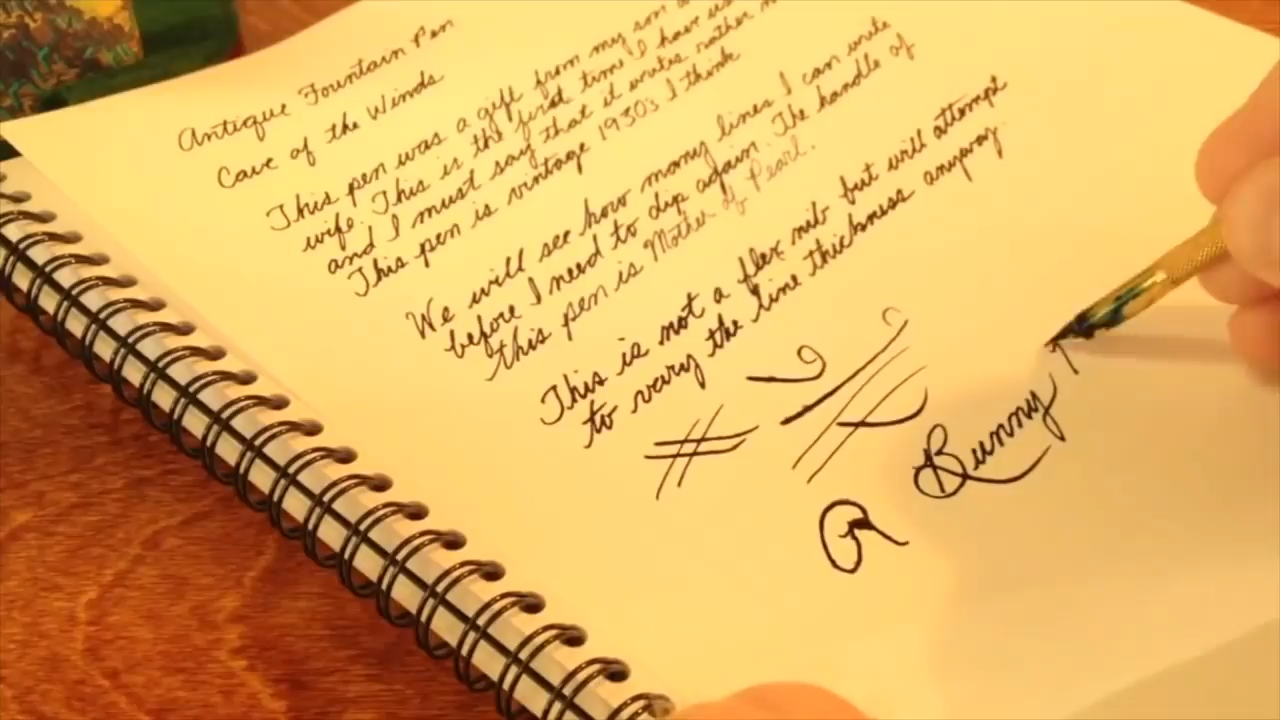 Antique Fountain Pen
Cave of the Winds
This pen was a gift from my son
wife. This is the first time I have
and I must say that it writes rather
This pen is vintage 1930's I think
We will see how many lines I can write
before I need to dip again. The handle of
this pen is Mother of Pearl.
This is not a flex nib but will attempt
to vary the line thickness anyway.
A Bunny